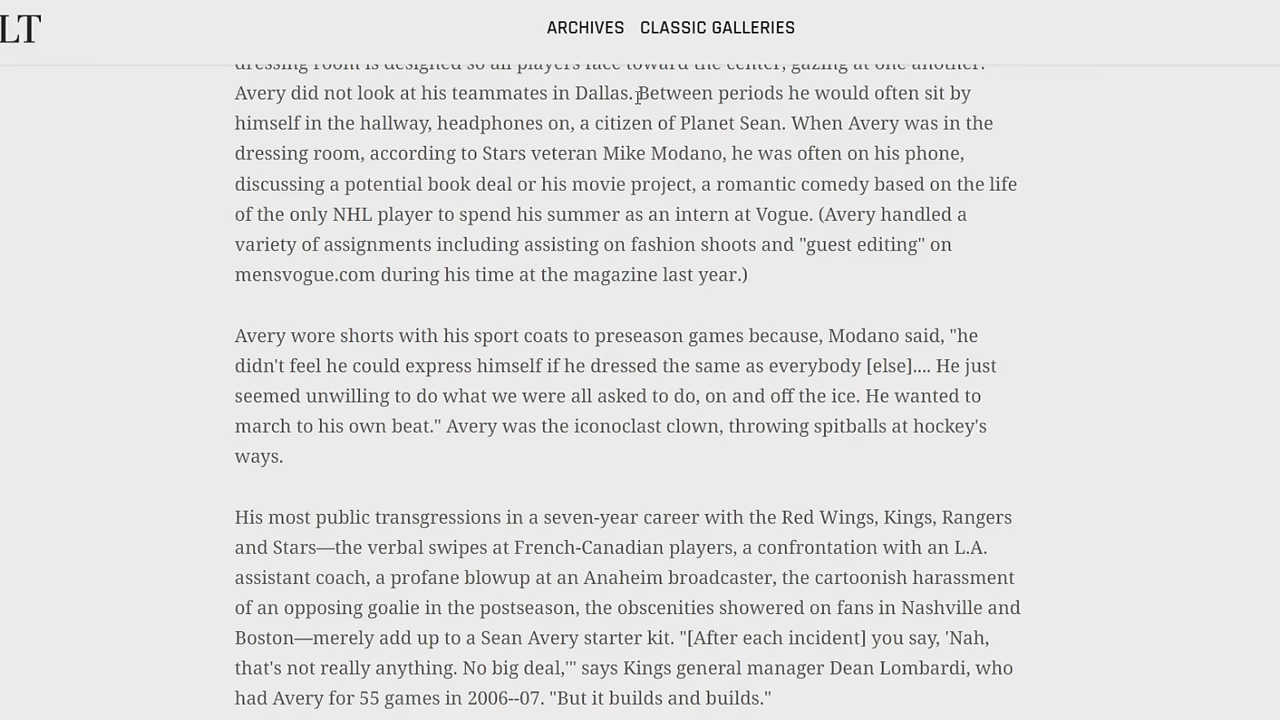 LT
ARCHIVES CLASSIC GALLERIES
dressing room is designed so all players face toward the center, gazing at one another.
Avery did not look at his teammates in Dallas. Between periods he would often sit by
himself in the hallway, headphones on, a citizen of Planet Sean. When Avery was in the
dressing room, according to Stars veteran Mike Modano, he was often on his phone,
discussing a potential book deal or his movie project, a romantic comedy based on the life
of the only NHL player to spend his summer as an intern at Vogue. (Avery handled a
variety of assignments including assisting on fashion shoots and "guest editing" on
mensvogue.com during his time at the magazine last year.)
Avery wore shorts with his sport coats to preseason games because, Modano said, "he
didn't feel he could express himself if he dressed the same as everybody [else].... He just
seemed unwilling to do what we were all asked to do, on and off the ice. He wanted to
march to his own beat." Avery was the iconoclast clown, throwing spitballs at hockey's
ways.
His most public transgressions in a seven-year career with the Red Wings, Kings, Rangers
and Stars—the verbal swipes at French-Canadian players, a confrontation with an L.A.
assistant coach, a profane blowup at an Anaheim broadcaster, the cartoonish harassment
of an opposing goalie in the postseason, the obscenities showered on fans in Nashville and
Boston—merely add up to a Sean Avery starter kit. "[After each incident] you say, 'Nah,
that's not really anything. No big deal,'" says Kings general manager Dean Lombardi, who
had Avery for 55 games in 2006--07. "But it builds and builds."